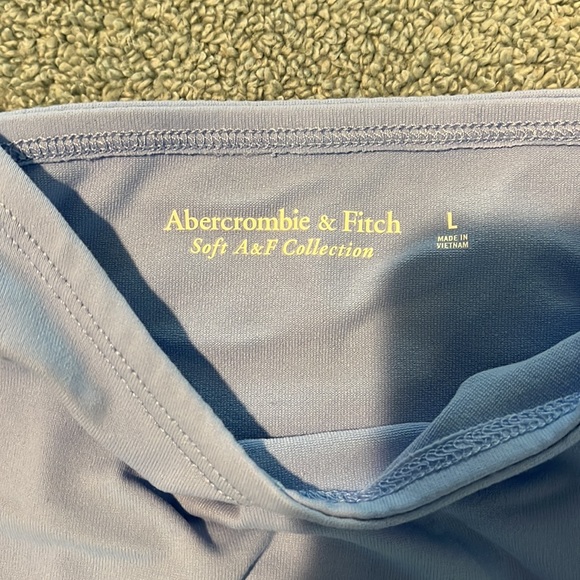 Abercrombie & Fitch
Soft A&F Collection
L
MADE IN
VIETNAM